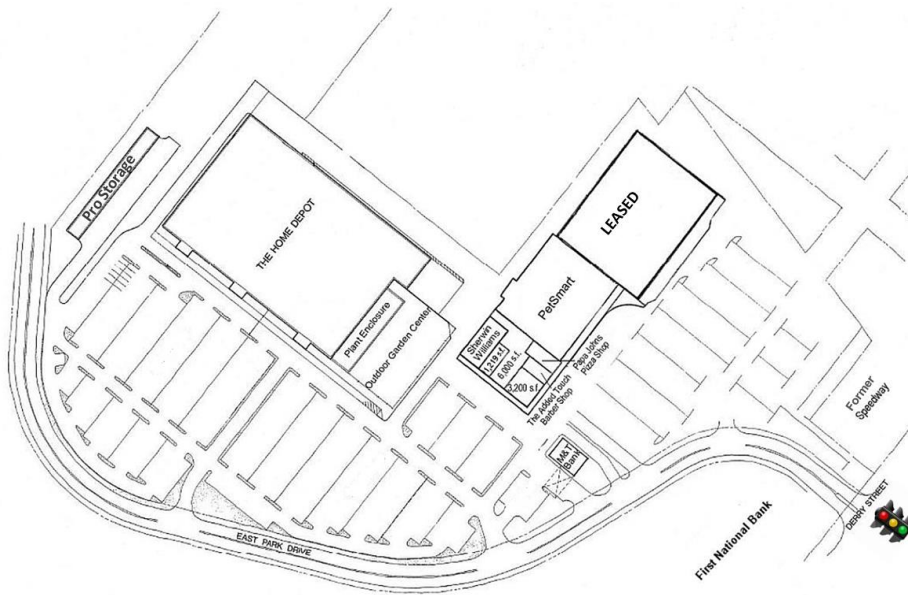 Pro Storage
THE HOME DEPOT
Plant Enclosure
Outdoor Garden Center
LEASED
PetSmart
Sherwin
Williams
1,219 s.f.
6,000 s.f.
3,200 s.f.
Papa Johns
Pizza Shop
The Added Touch
Barber Shop
M&T
Bank
Former
Speedway
EAST PARK DRIVE
First National Bank
DERRY STREET